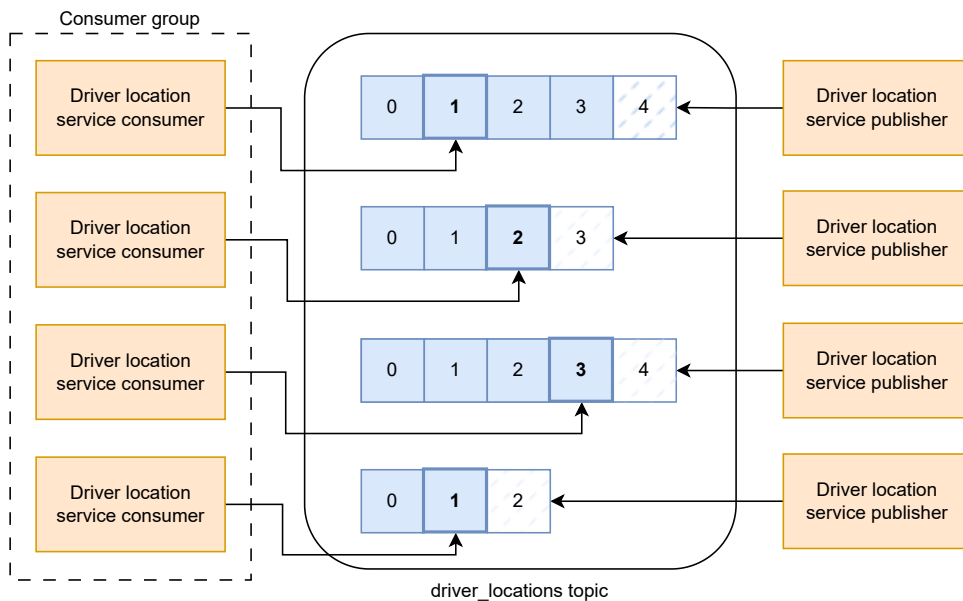 Consumer group
Driver location
service consumer
0 1 2 3 4
Driver location
service publisher
Driver location
service consumer
0 1 2 3
Driver location
service publisher
Driver location
service consumer
0 1 2 3 4
Driver location
service publisher
Driver location
service consumer
0 1 2
Driver location
service publisher
driver_locations topic